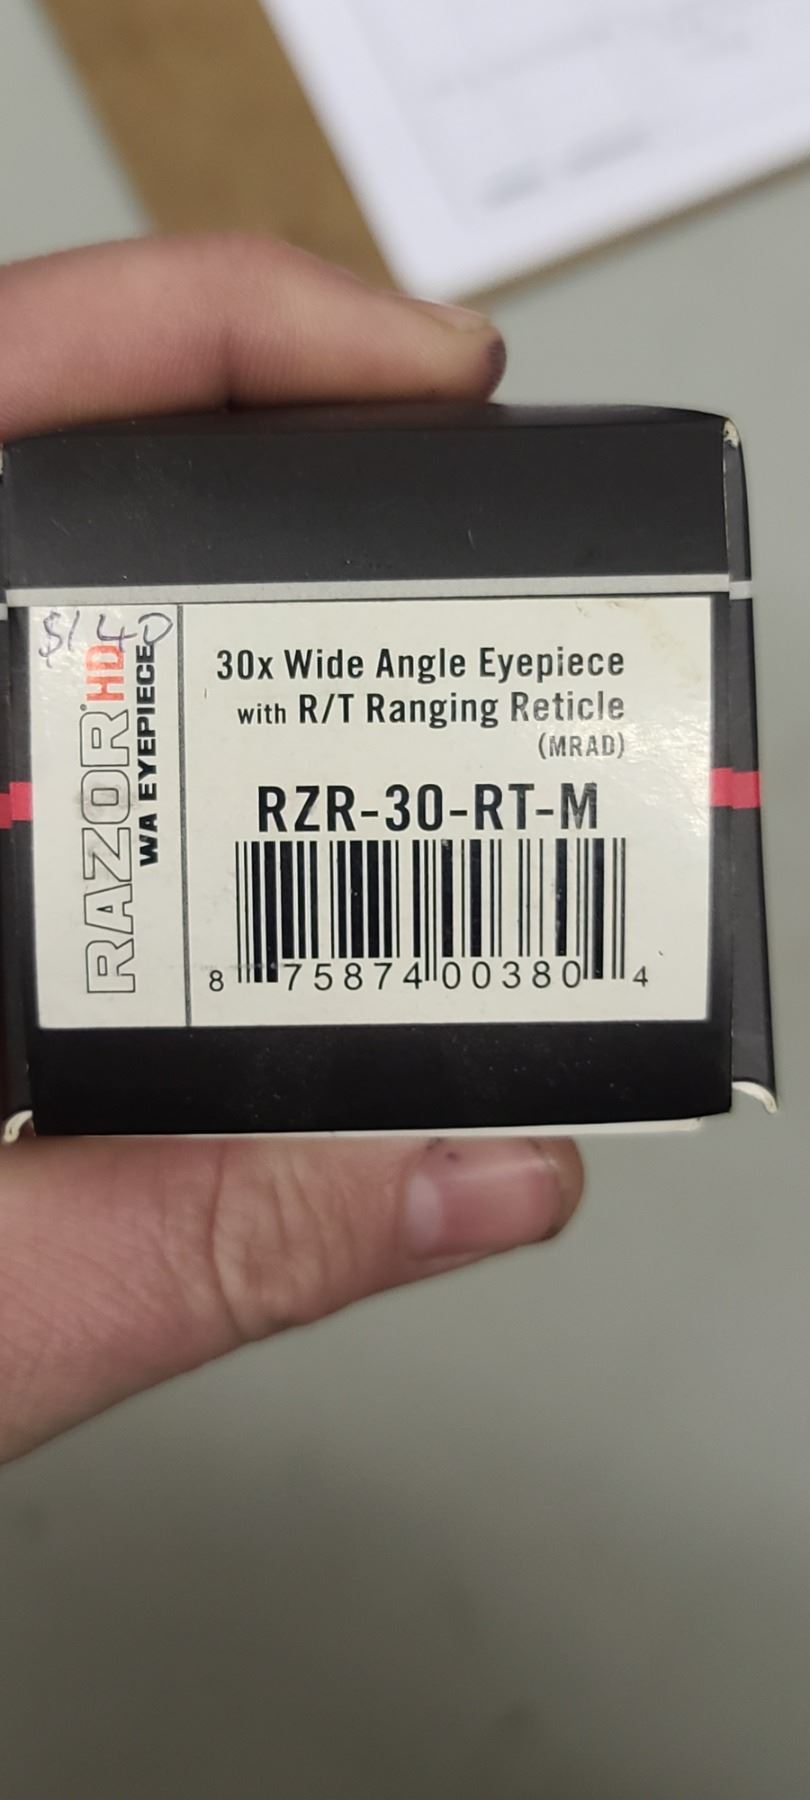 $140
RAZOR HD
WA EYEPIECE
30x Wide Angle Eyepiece
with R/T Ranging Reticle
(MRAD)
RZR-30-RT-M
8 75874 00380 4